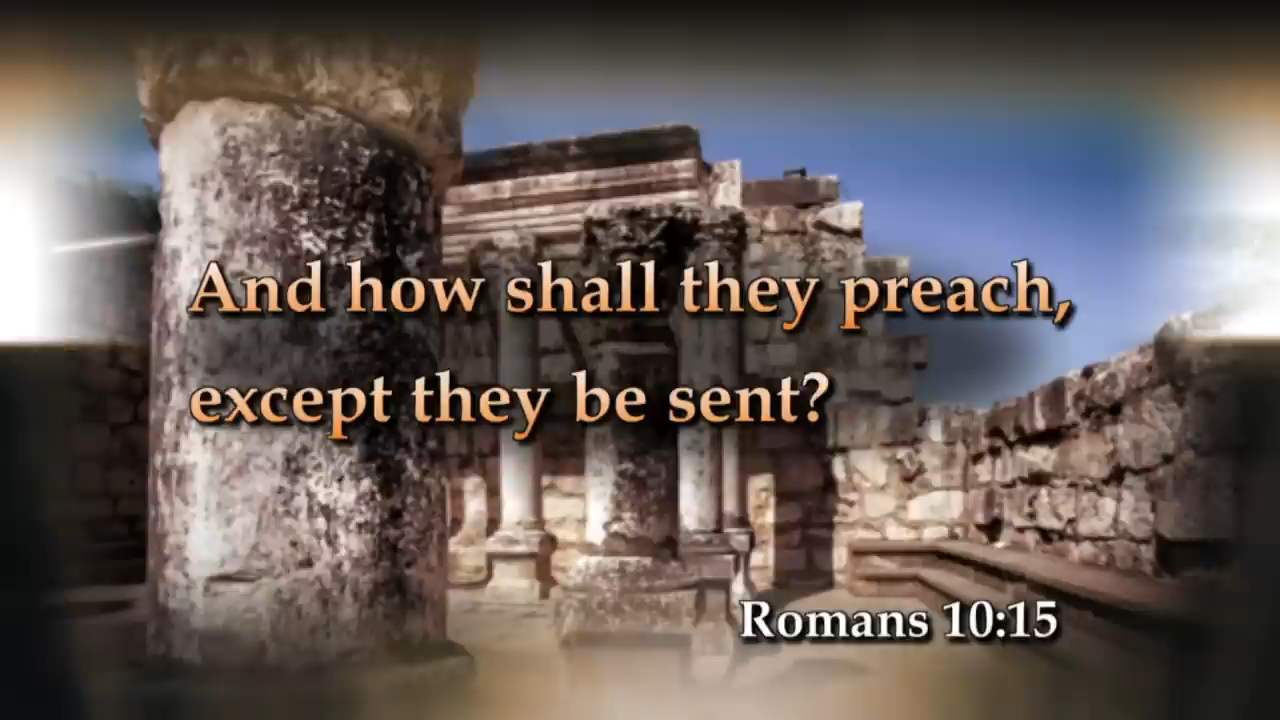 And how shall they preach,
except they be sent?
Romans 10:15